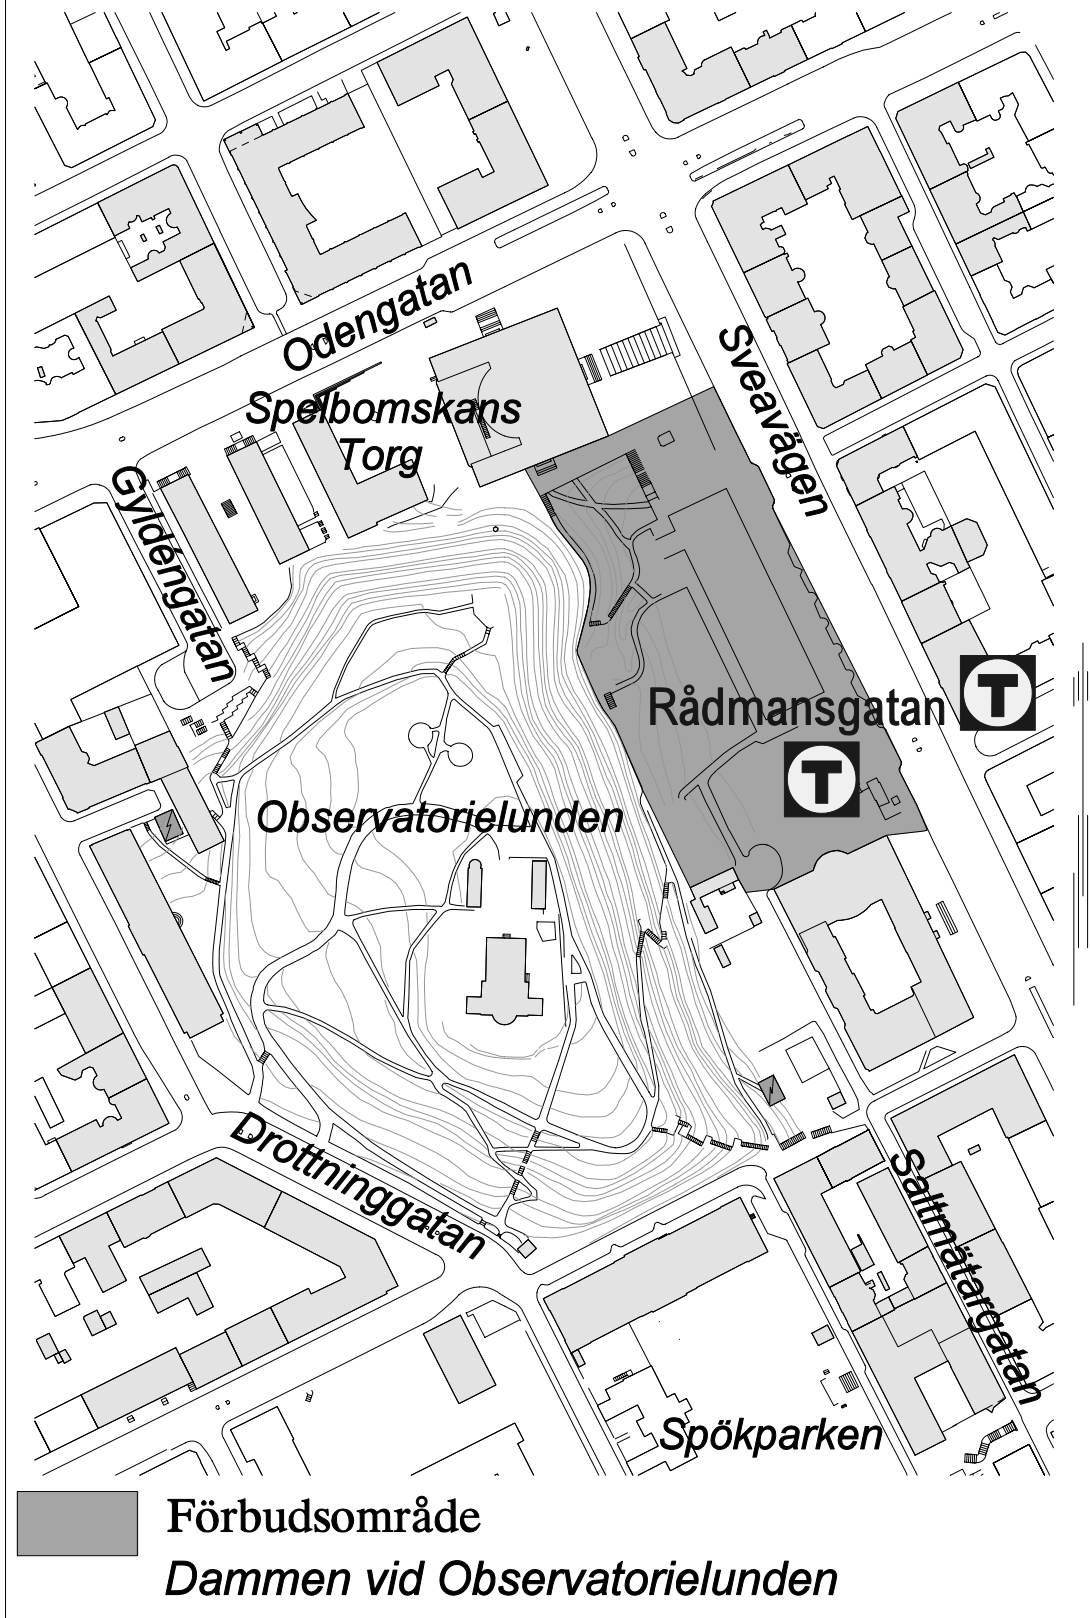 Odengatan
Sveavägen
Spelbomskans
Torg
Gyldéngatan
Rådmansgatan T
T
Observatorielunden
Drottninggatan
Saltmätargatan
Spökparken
Förbudsområde
Dammen vid Observatorielunden